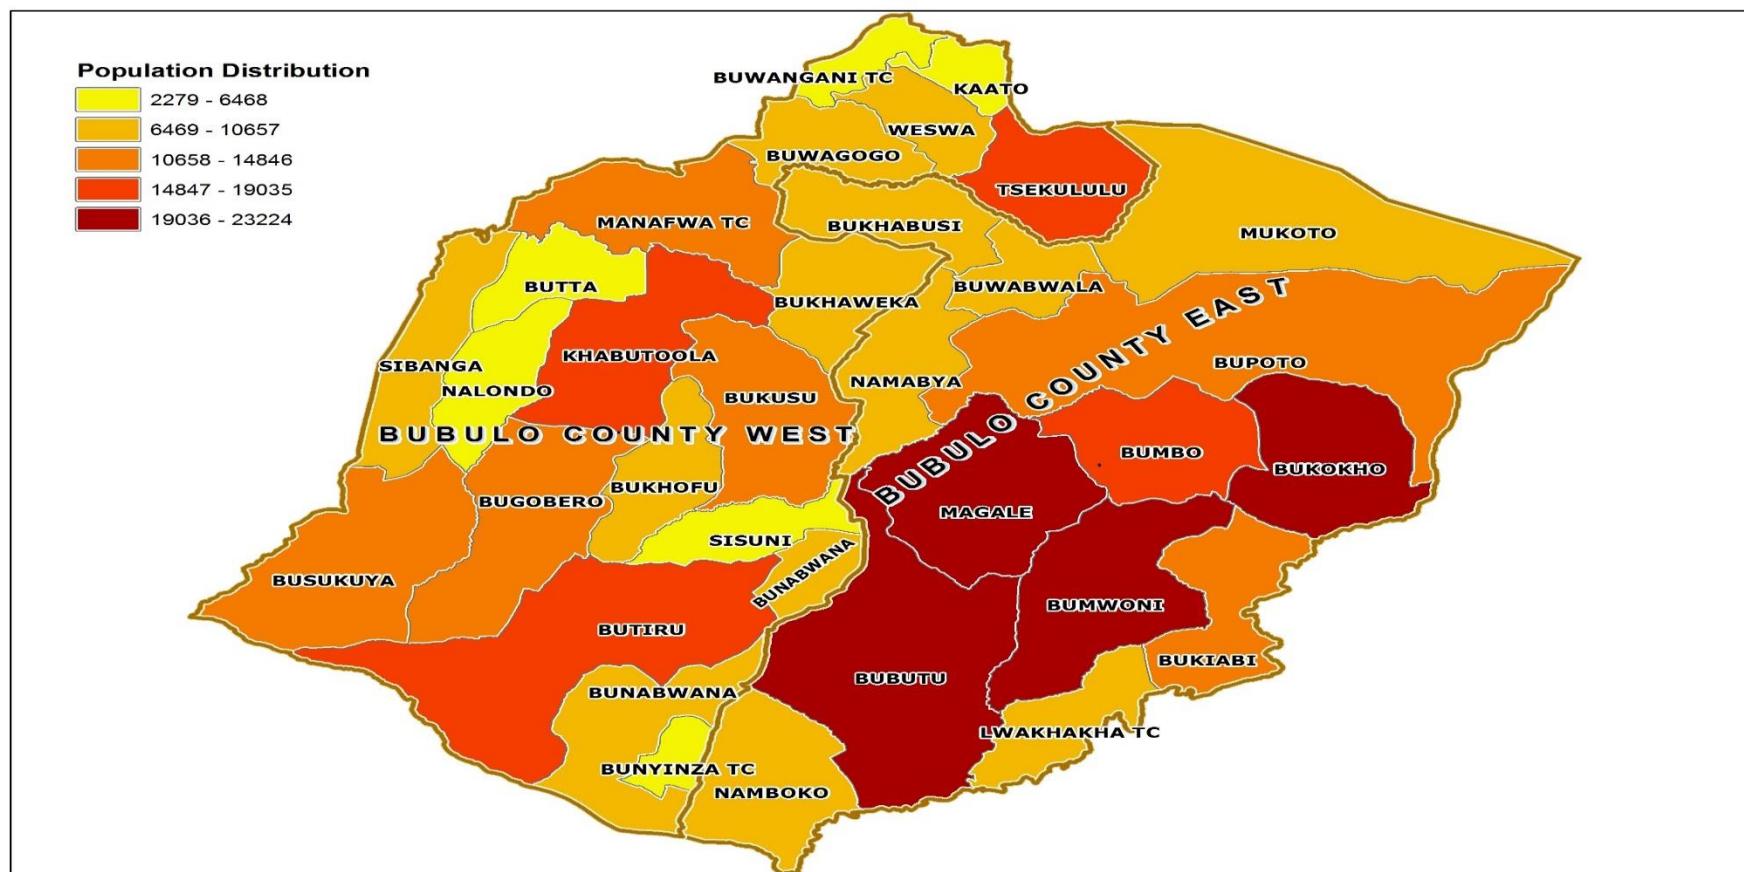 Population Distribution
2279 - 6468
6469 - 10657
10658 - 14846
14847 - 19035
19036 - 23224
BUWANGANI TC
KAATO
WESWA
BUWAGOGO
TSEKULULU
MANAFWA TC
BUKHABUSI
MUKOTO
BUTTA
BUKHAWEKA
BUWABWALA
SIBANGA
KHABUTOOLA
NALONDO
BUKUSU
NAMABYA
BUPOTO
BUBULO COUNTY WEST
BUBULO COUNTY EAST
BUMBO
BUKOKHO
BUGOBERO
BUKHOFU
MAGALE
SISUNI
BUNABWANA
BUSUKUYA
BUTIRU
BUMWONI
BUKIABI
BUBUTU
BUNABWANA
LWAKHAKHA TC
BUNYINZA TC
NAMBOKO